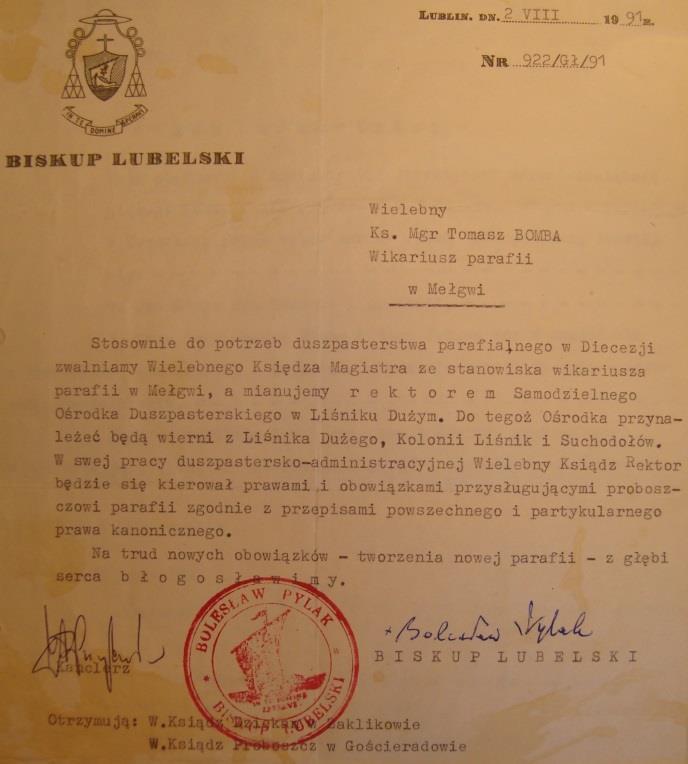 LUBLIN, DN. 2 VIII 1991 r.
NR 922/Gł/91
IN TE DOMINE SPERAVI
BISKUP LUBELSKI
Wielebny
Ks. Mgr Tomasz BOMBA
Wikariusz parafii
w Mełgwi
Stosownie do potrzeb duszpasterstwa parafialnego w Diecezji
zwalniamy Wielebnego Księdza Magistra ze stanowiska wikariusza
parafii w Mełgwi, a mianujemy r e k t o r e m Samodzielnego
Ośrodka Duszpasterskiego w Liśniku Dużym. Do tegoż Ośrodka przyna-
leżeć będą wierni z Liśnika Dużego, Kolonii Liśnik i Suchodołów.
W swej pracy duszpastersko-administracyjnej Wielebny Ksiądz Rektor
będzie się kierował prawami i obowiązkami przysługującymi probosz-
czowi parafii zgodnie z przepisami powszechnego i partykularnego
prawa kanonicznego.
Na trud nowych obowiązków - tworzenia nowej parafii - z głębi
serca b ł o g o s ł a w i m y.
BOLESŁAW PYLAK
BISKUP LUBELSKI
+ Bolesław Pylak
BISKUP LUBELSKI
Kanclerz
Otrzymują: W.Ksiądz Dziekan w Zaklikowie
W.Ksiądz Proboszcz w Gościeradowie